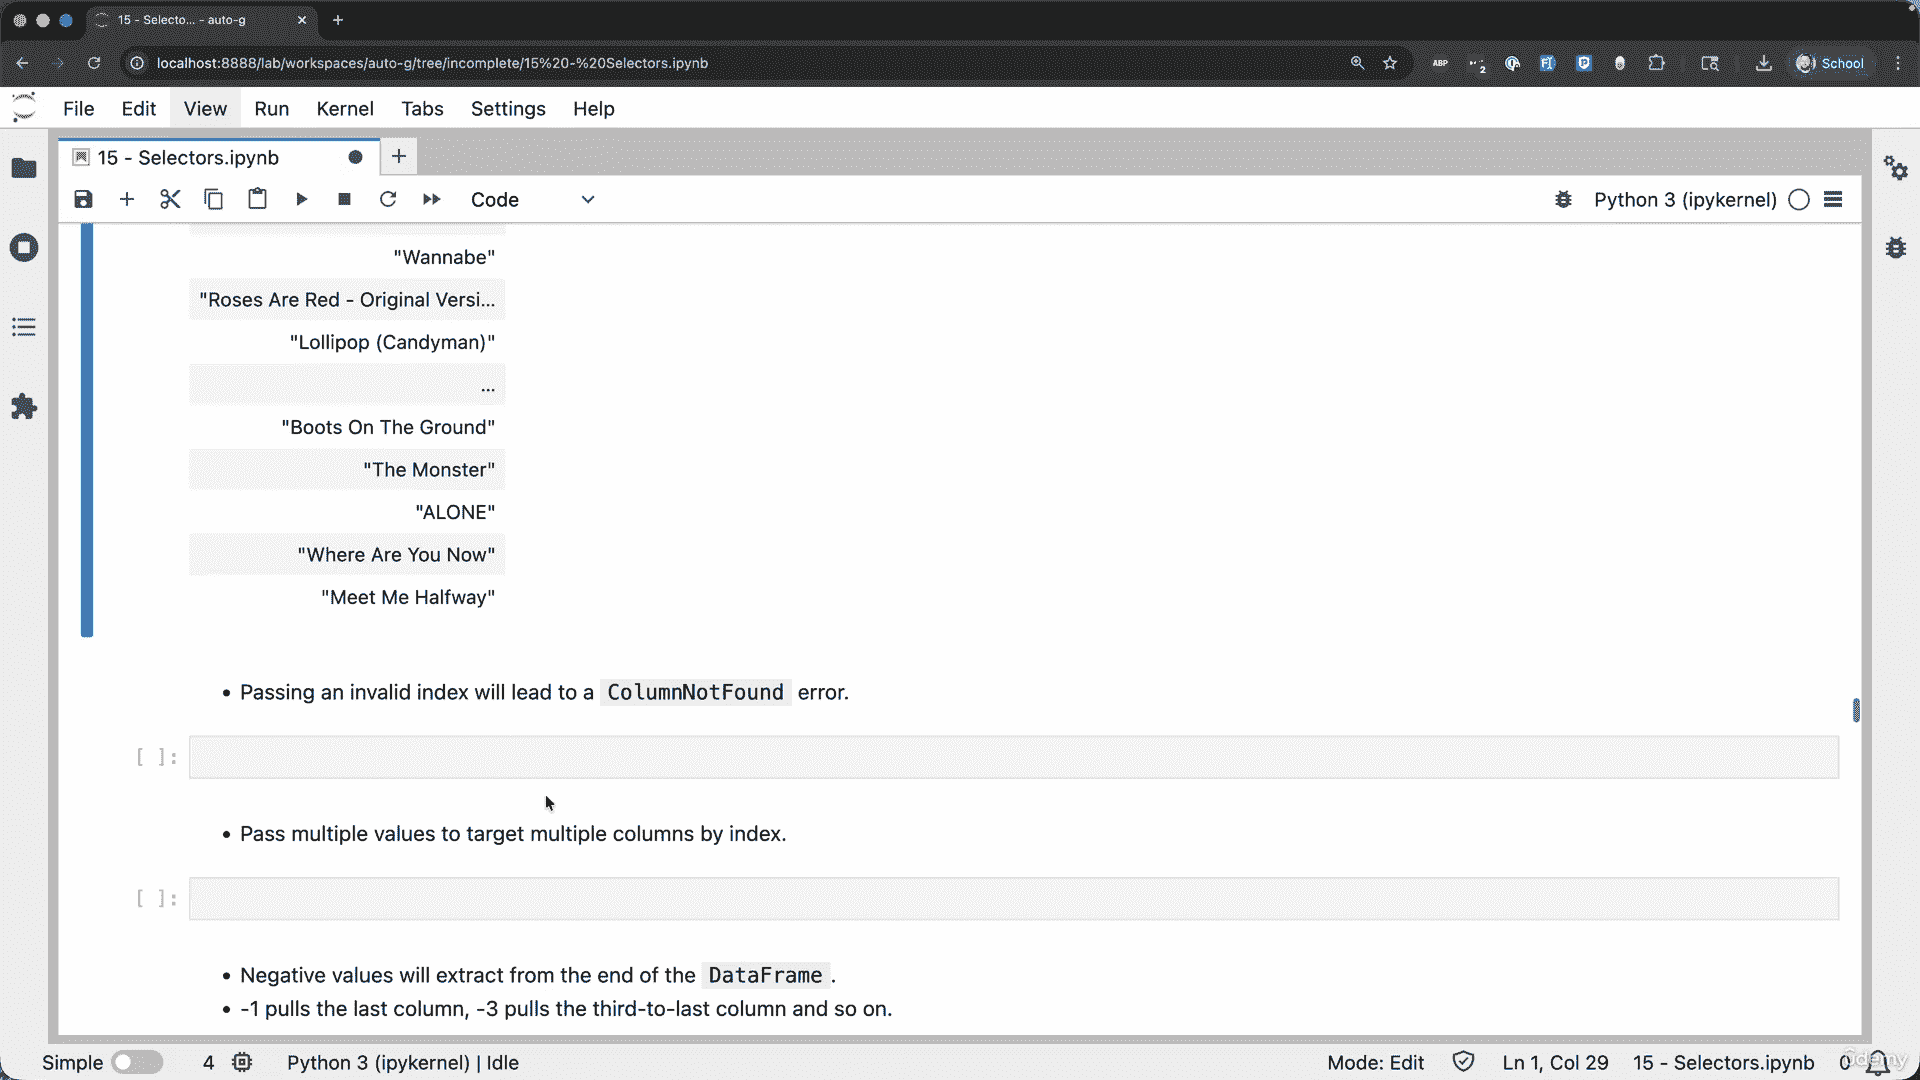 15 - Selecto... - auto-g
localhost:8888/lab/workspaces/auto-g/tree/incomplete/15%20-%20Selectors.ipynb
ABP
2
School
File Edit View Run Kernel Tabs Settings Help
15 - Selectors.ipynb
Code
Python 3 (ipykernel)
"Wannabe"
"Roses Are Red - Original Versi...
"Lollipop (Candyman)"
...
"Boots On The Ground"
"The Monster"
"ALONE"
"Where Are You Now"
"Meet Me Halfway"
• Passing an invalid index will lead to a ColumnNotFound error.
[ ]:
• Pass multiple values to target multiple columns by index.
[ ]:
• Negative values will extract from the end of the DataFrame .
• -1 pulls the last column, -3 pulls the third-to-last column and so on.
Simple 4 Python 3 (ipykernel) | Idle Mode: Edit Ln 1, Col 29 15 - Selectors.ipynb 0
ûdemy